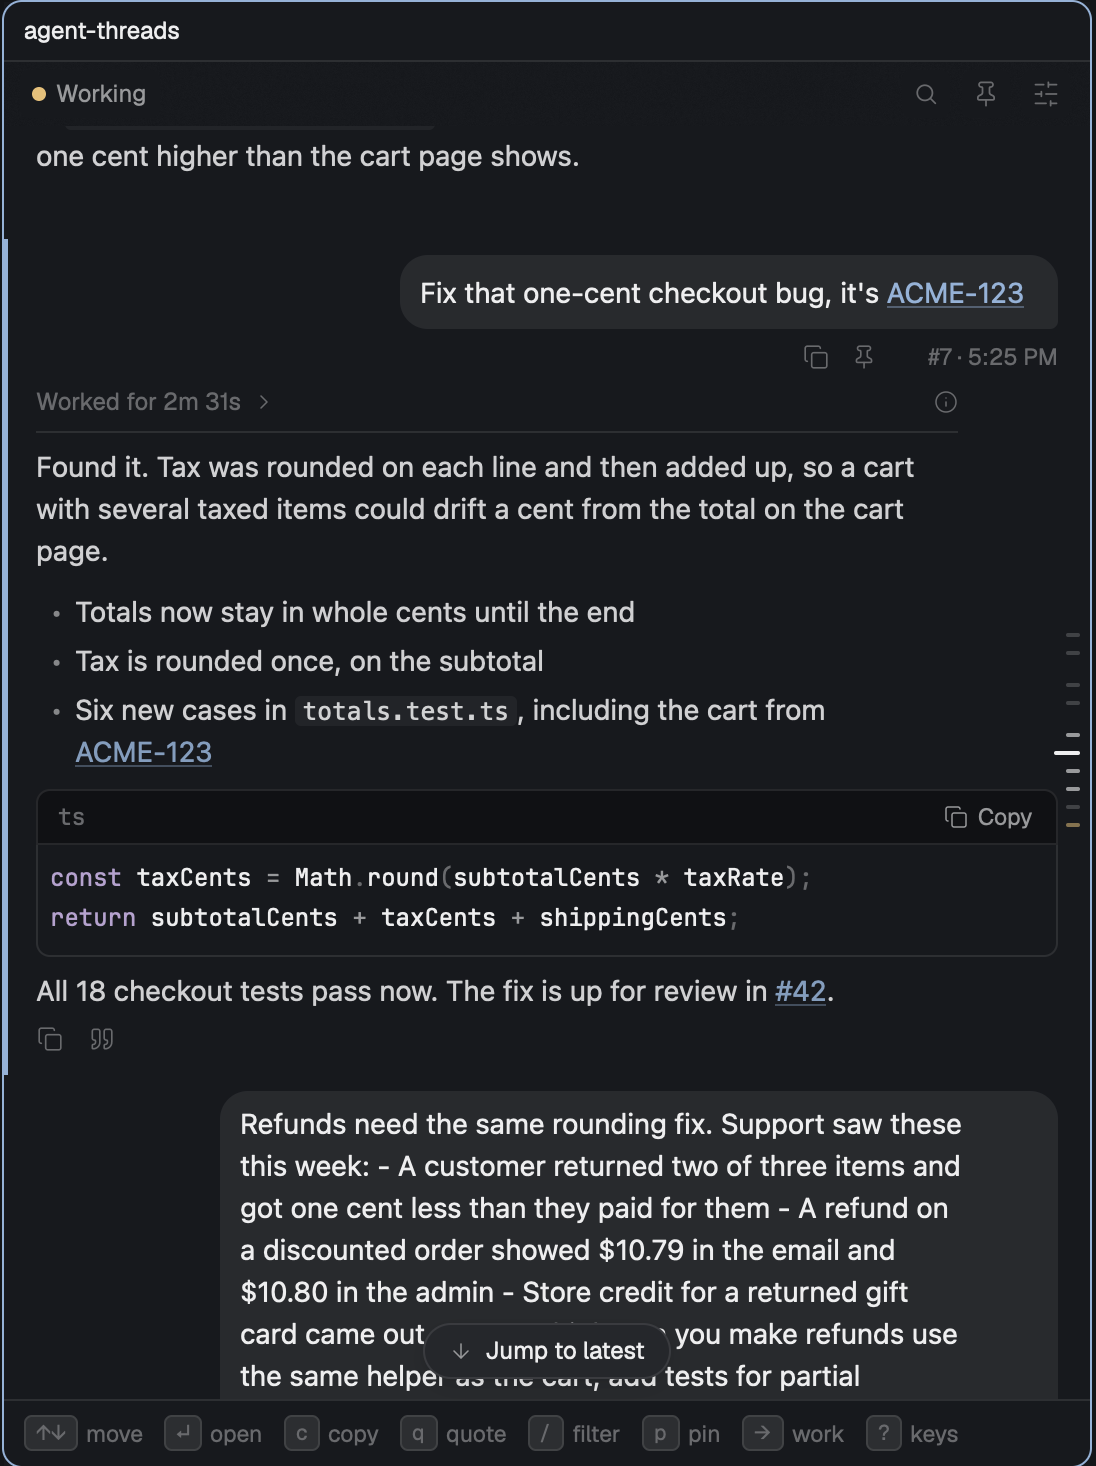 agent-threads
Working
one cent higher than the cart page shows.
Fix that one-cent checkout bug, it's ACME-123
#7 · 5:25 PM
Worked for 2m 31s
Found it. Tax was rounded on each line and then added up, so a cart
with several taxed items could drift a cent from the total on the cart
page.
• Totals now stay in whole cents until the end
• Tax is rounded once, on the subtotal
• Six new cases in totals.test.ts, including the cart from
ACME-123
ts Copy
const taxCents = Math.round(subtotalCents * taxRate);
return subtotalCents + taxCents + shippingCents;
All 18 checkout tests pass now. The fix is up for review in #42.
Refunds need the same rounding fix. Support saw these
this week: - A customer returned two of three items and
got one cent less than they paid for them - A refund on
a discounted order showed $10.79 in the email and
$10.80 in the admin - Store credit for a returned gift
card came out you make refunds use
↓ Jump to latest
the same helper as the cart, add tests for partial
↑↓ move ↵ open c copy q quote / filter p pin → work ? keys